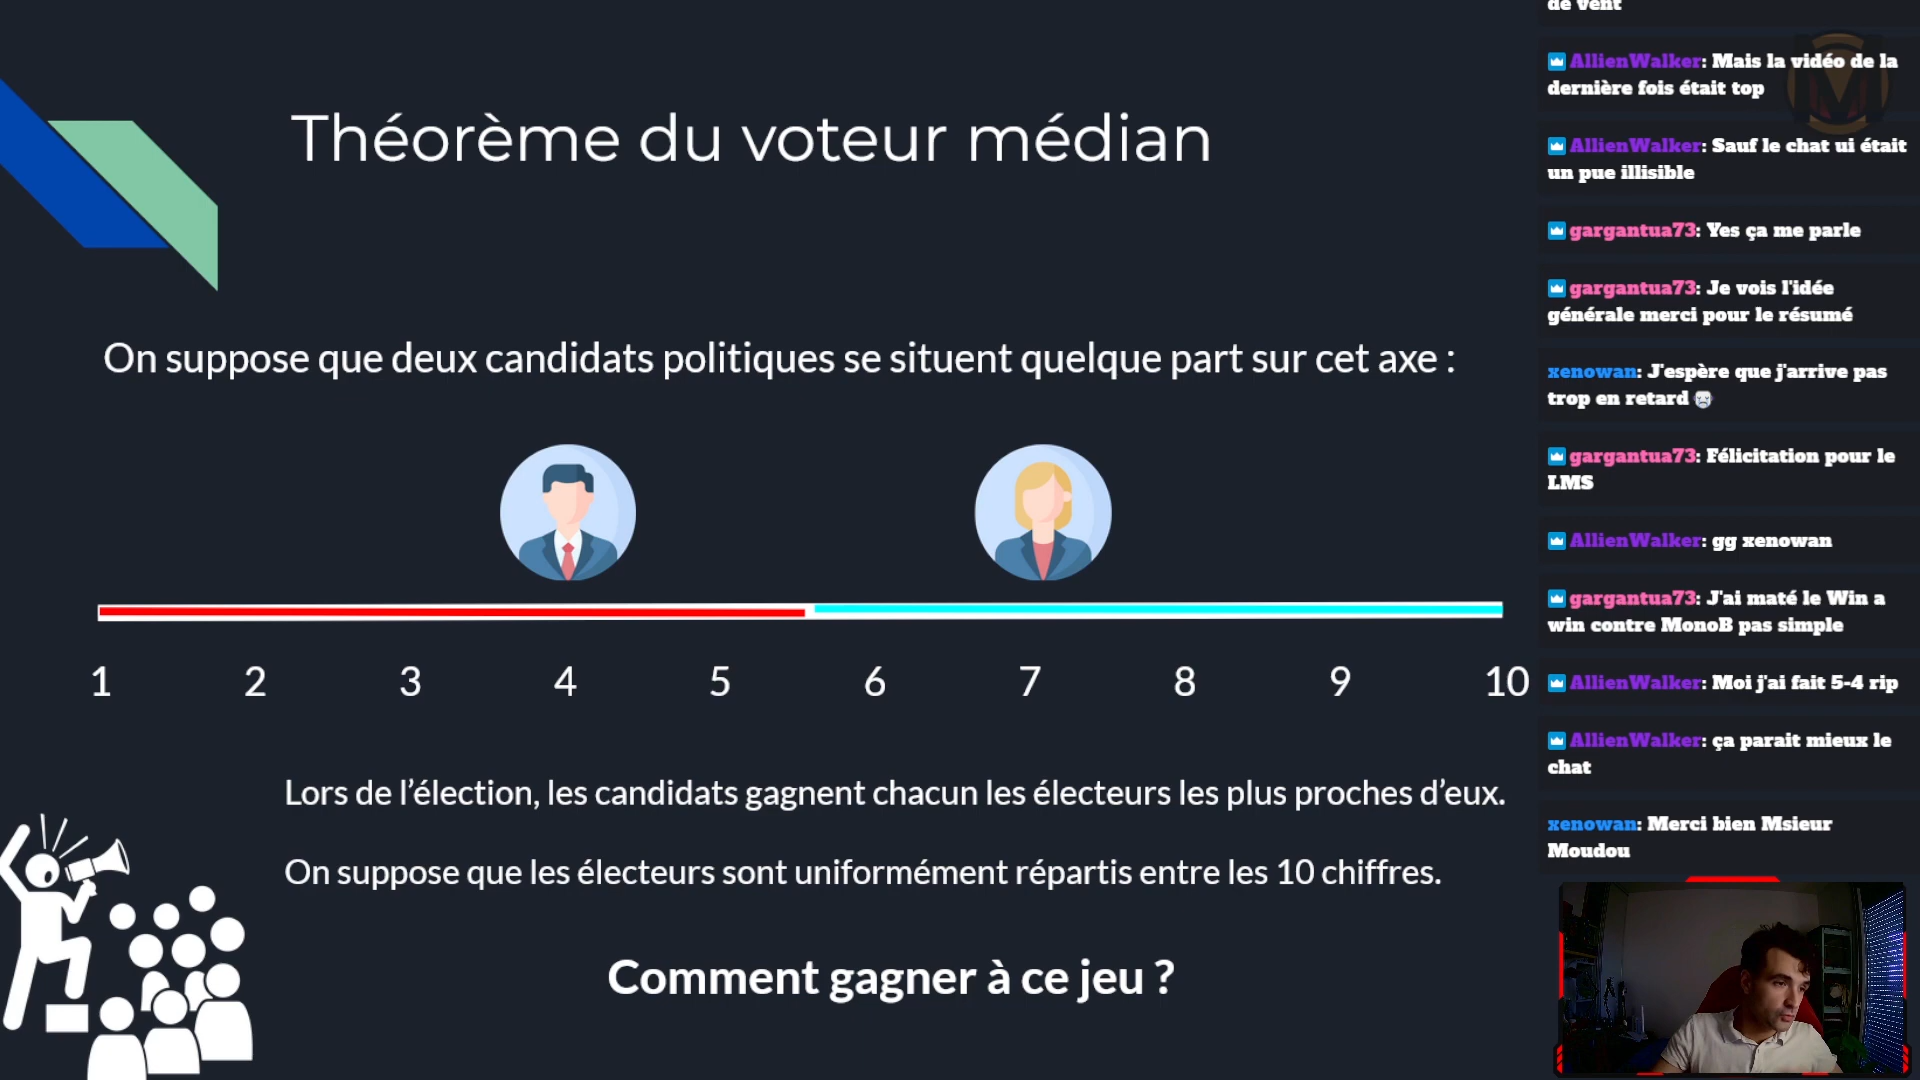 Théorème du voteur médian
On suppose que deux candidats politiques se situent quelque part sur cet axe :
1 2 3 4 5 6 7 8 9 10
Lors de l’élection, les candidats gagnent chacun les électeurs les plus proches d’eux.
On suppose que les électeurs sont uniformément répartis entre les 10 chiffres.
Comment gagner à ce jeu ?
de vent
AllienWalker: Mais la vidéo de la
dernière fois était top
AllienWalker: Sauf le chat ui était
un pue illisible
gargantua73: Yes ça me parle
gargantua73: Je vois l'idée
générale merci pour le résumé
xenowan: J'espère que j'arrive pas
trop en retard
gargantua73: Félicitation pour le
LMS
AllienWalker: gg xenowan
gargantua73: J'ai maté le Win a
win contre MonoB pas simple
AllienWalker: Moi j'ai fait 5-4 rip
AllienWalker: ça parait mieux le
chat
xenowan: Merci bien Msieur
Moudou